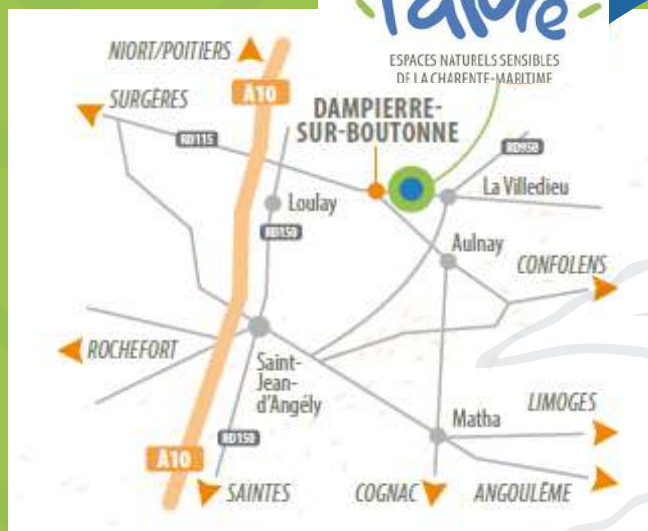 ESPACES NATURELS SENSIBLES
DE LA CHARENTE-MARITIME
NIORT/POITIERS
A10
SURGÈRES
DAMPIERRE-
SUR-BOUTONNE
RD115
RD950
La Villedieu
Loulay
RD150
Aulnay
CONFOLENS
ROCHEFORT
Saint-
Jean-
d'Angély
LIMOGES
Matha
RD150
A10
SAINTES
COGNAC
ANGOULÊME